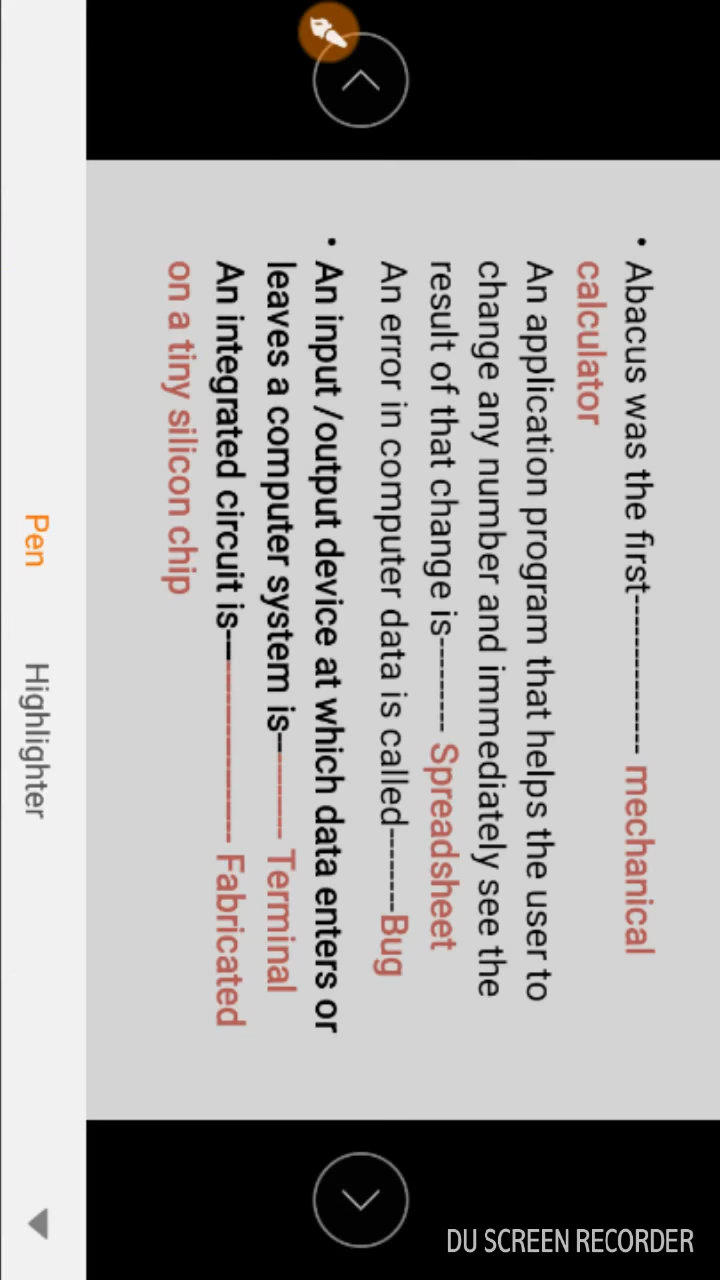 • Abacus was the first--------------- mechanical
calculator
An application program that helps the user to
change any number and immediately see the
result of that change is--------- Spreadsheet
An error in computer data is called--------Bug
• An input /output device at which data enters or
leaves a computer system is---------- Terminal
An integrated circuit is-------------------- Fabricated
on a tiny silicon chip
Pen Highlighter
DU SCREEN RECORDER